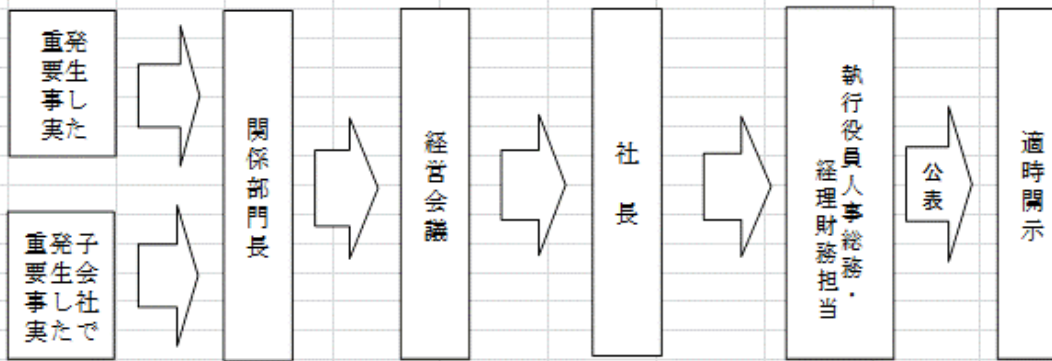 発生した
重要事実
子会社で
発生した
重要事実
関係部門長
経営会議
社長
執行役員人事総務・
経理財務担当
公表
適時開示